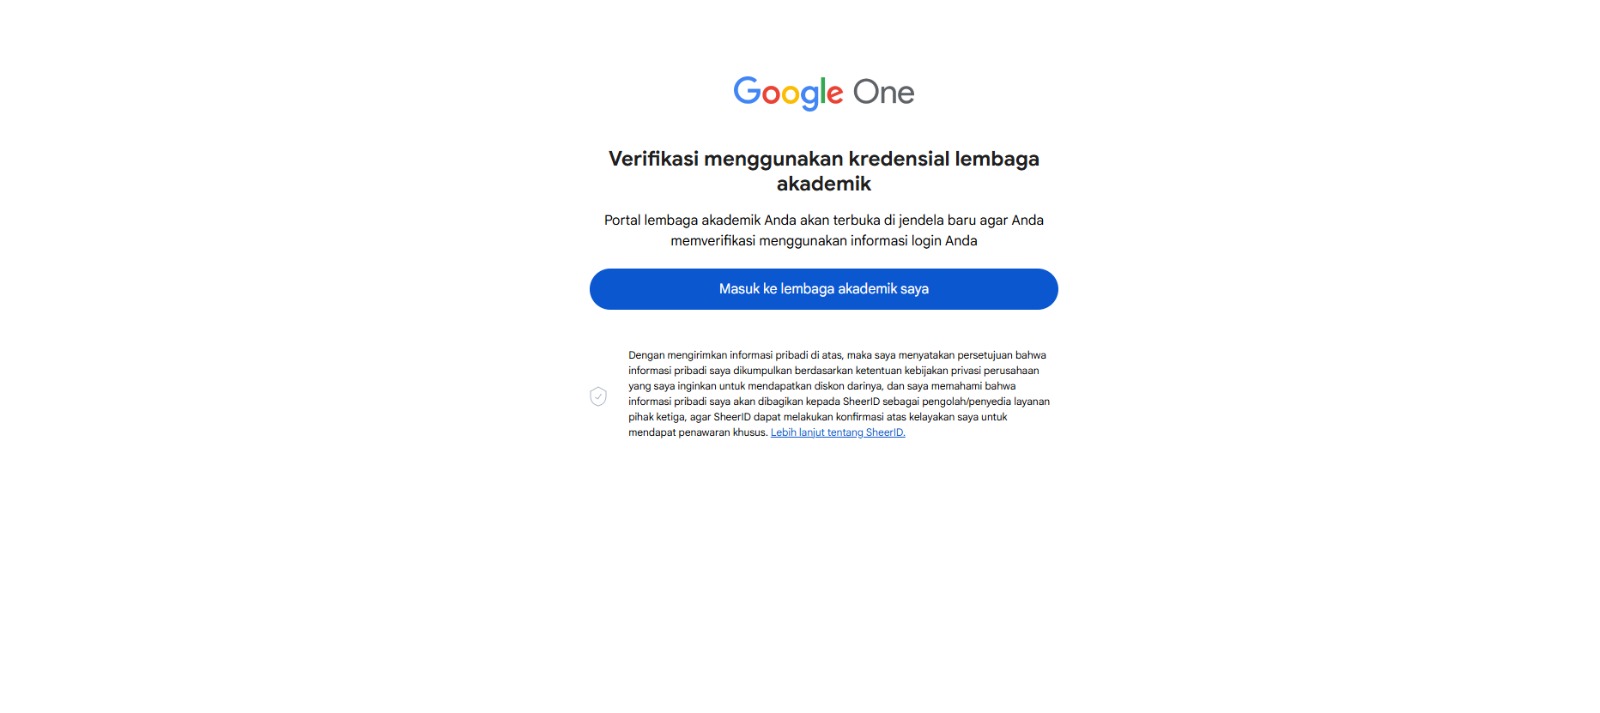 Google One
Verifikasi menggunakan kredensial lembaga
akademik
Portal lembaga akademik Anda akan terbuka di jendela baru agar Anda
memverifikasi menggunakan informasi login Anda
Masuk ke lembaga akademik saya
Dengan mengirimkan informasi pribadi di atas, maka saya menyatakan persetujuan bahwa
informasi pribadi saya dikumpulkan berdasarkan ketentuan kebijakan privasi perusahaan
yang saya inginkan untuk mendapatkan diskon darinya, dan saya memahami bahwa
informasi pribadi saya akan dibagikan kepada SheerID sebagai pengolah/penyedia layanan
pihak ketiga, agar SheerID dapat melakukan konfirmasi atas kelayakan saya untuk
mendapat penawaran khusus. Lebih lanjut tentang SheerID.